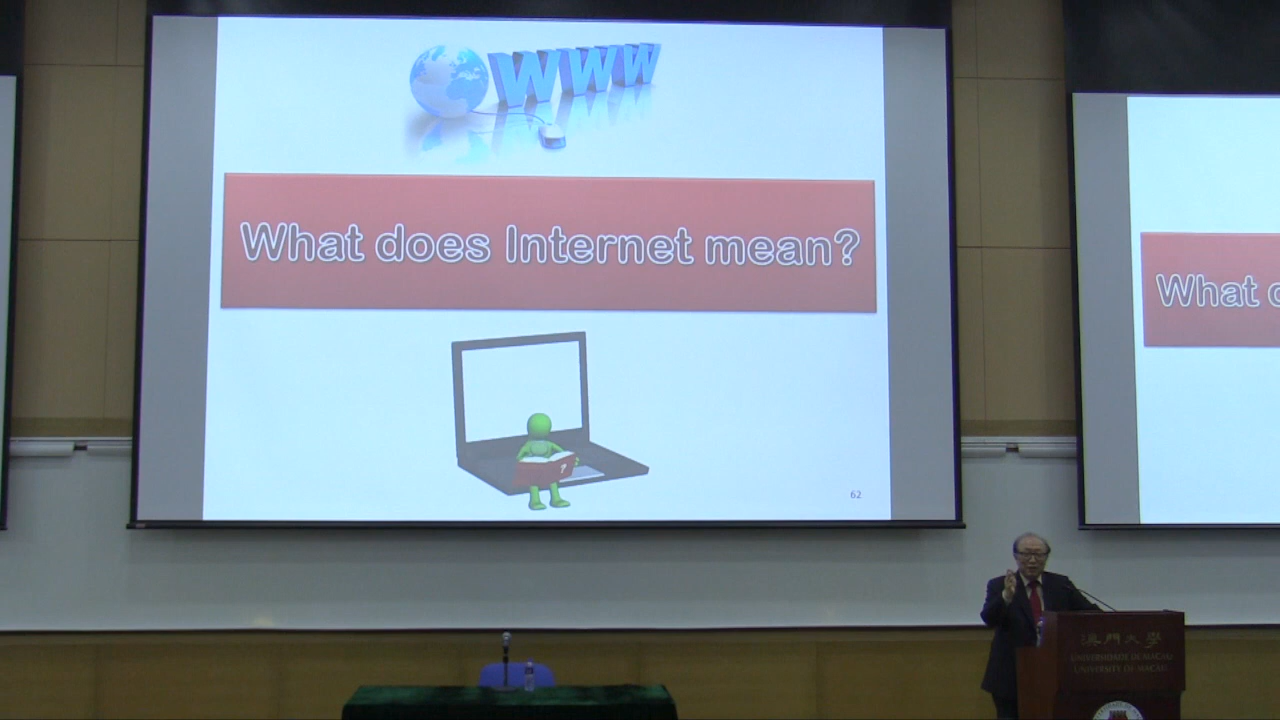 WWW
What does Internet mean?
62
What
澳門大學
UNIVERSIDADE DE MACAU
UNIVERSITY OF MACAU